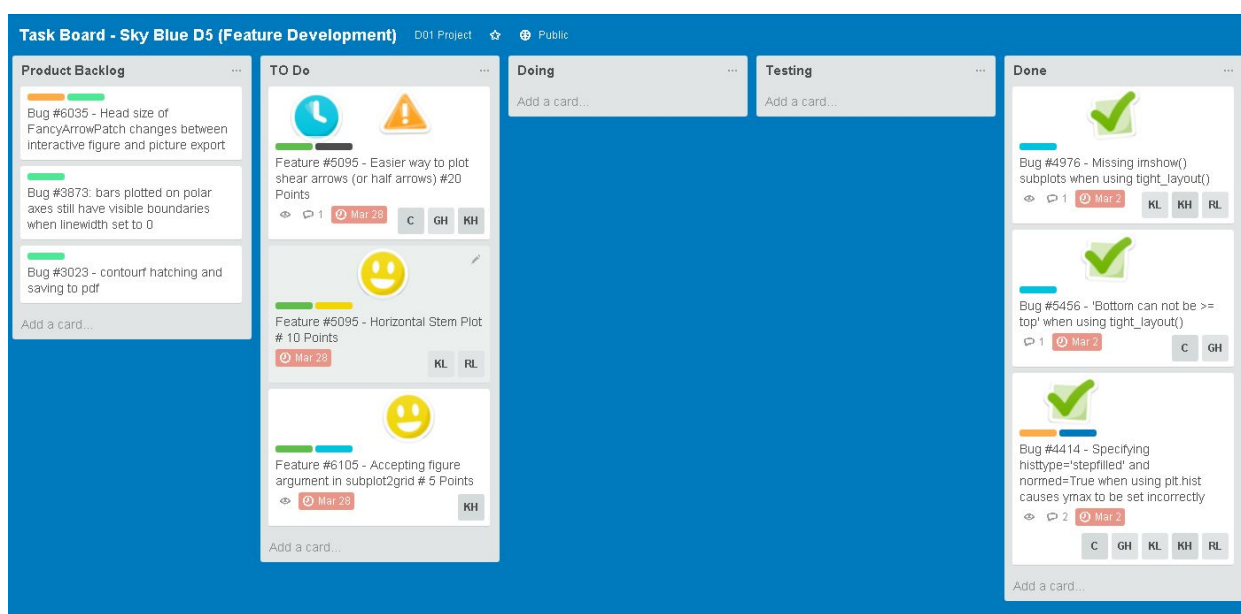 Task Board - Sky Blue D5 (Feature Development) D01 Project Public
Product Backlog
Bug #6035 - Head size of
FancyArrowPatch changes between
interactive figure and picture export
Bug #3873: bars plotted on polar
axes still have visible boundaries
when linewidth set to 0
Bug #3023 - contourf hatching and
saving to pdf
Add a card...
TO Do
Feature #5095 - Easier way to plot
shear arrows (or half arrows) #20
Points
1 Mar 28 C GH KH
Feature #5095 - Horizontal Stem Plot
# 10 Points
Mar 28 KL RL
Feature #6105 - Accepting figure
argument in subplot2grid # 5 Points
Mar 28 KH
Add a card...
Doing
Add a card...
Testing
Add a card...
Done
Bug #4976 - Missing imshow()
subplots when using tight_layout()
1 Mar 2 KL KH RL
Bug #5456 - 'Bottom can not be >=
top' when using tight_layout()
1 Mar 2 C GH
Bug #4414 - Specifying
histtype='stepfilled' and
normed=True when using plt.hist
causes ymax to be set incorrectly
2 Mar 2
C GH KL KH RL
Add a card...